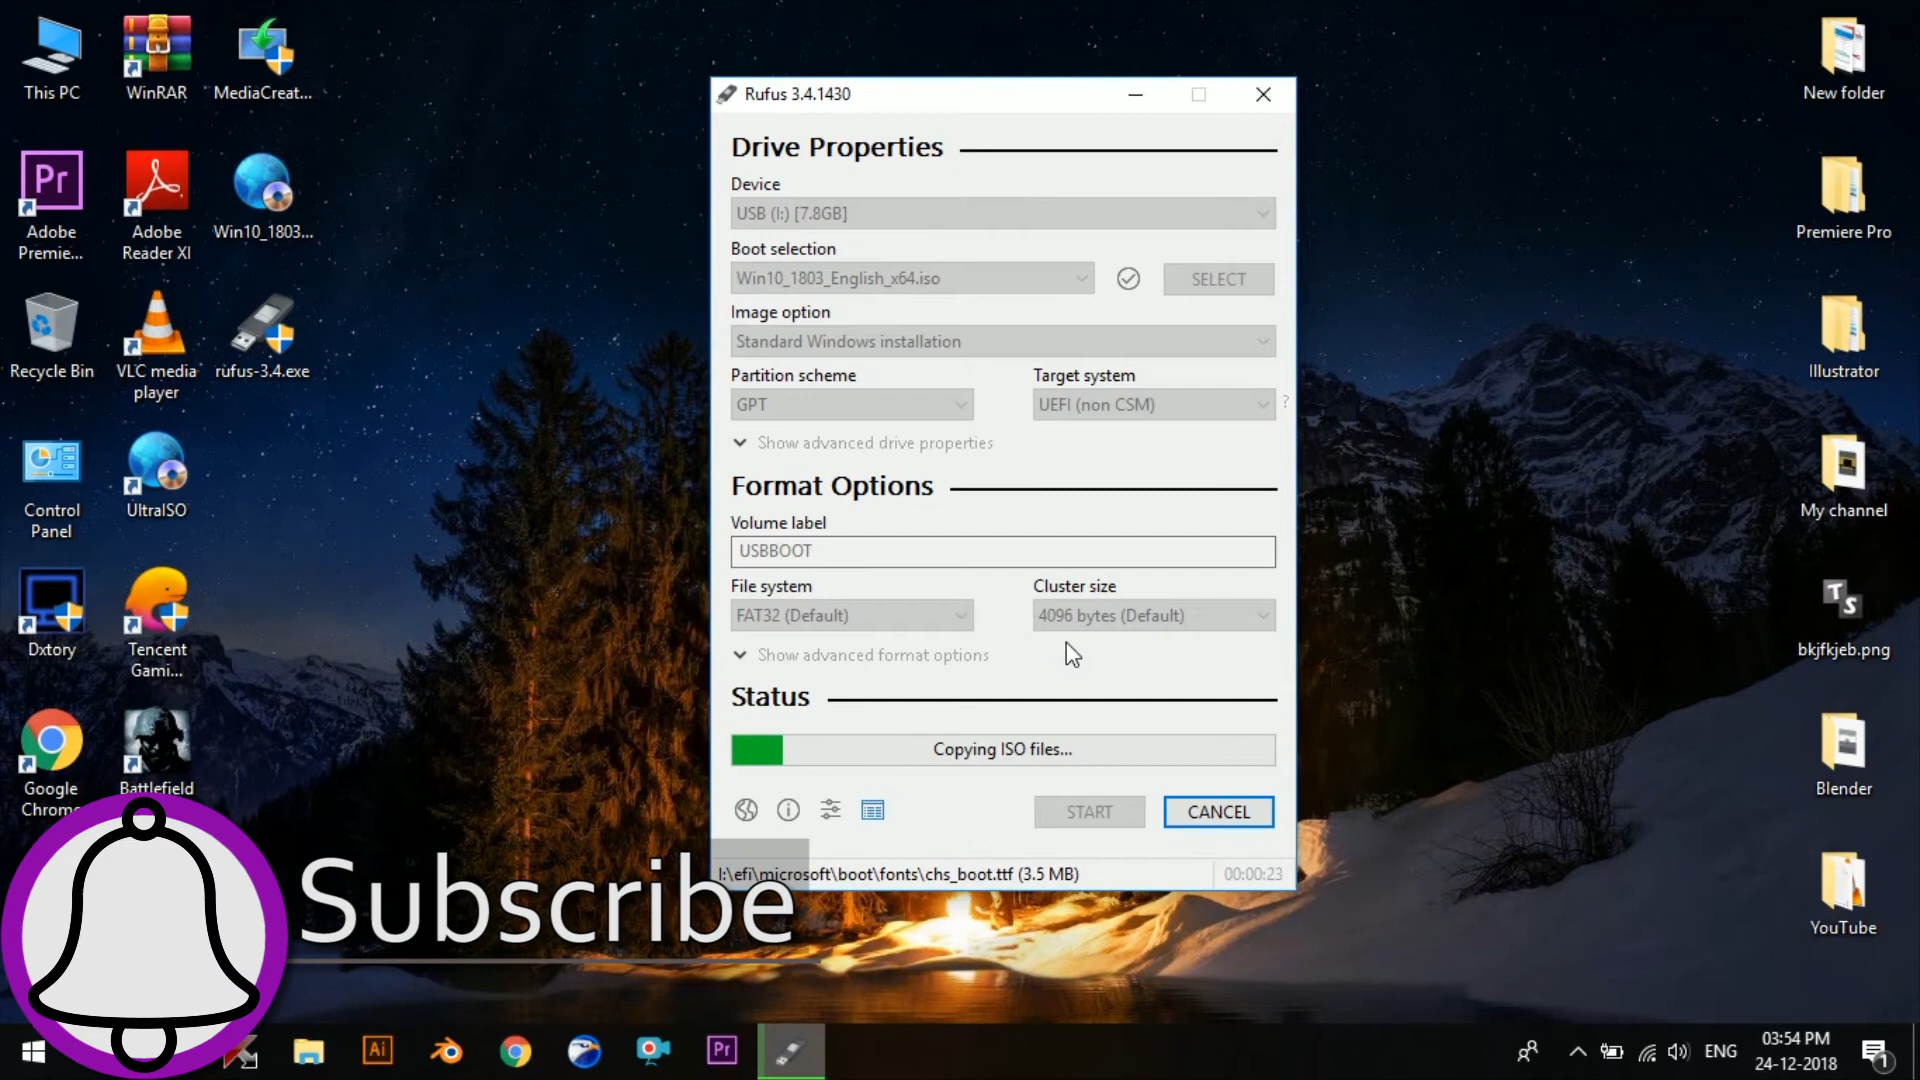 This PC
WinRAR
MediaCreat...
Adobe
Premie...
Adobe
Reader XI
Win10_1803...
Recycle Bin
VLC media
player
rufus-3.4.exe
Control
Panel
UltraISO
Dxtory
Tencent
Gami...
Google
Chrome
Battlefield
Rufus 3.4.1430
Drive Properties
Device
USB (I:) [7.8GB]
Boot selection
Win10_1803_English_x64.iso
SELECT
Image option
Standard Windows installation
Partition scheme
Target system
GPT
UEFI (non CSM)
?
Show advanced drive properties
Format Options
Volume label
USBBOOT
File system
Cluster size
FAT32 (Default)
4096 bytes (Default)
Show advanced format options
Status
Copying ISO files...
START
CANCEL
I:\efi\microsoft\boot\fonts\chs_boot.ttf (3.5 MB)
00:00:23
Subscribe
New folder
Premiere Pro
Illustrator
My channel
TS
bkjfkjeb.png
Blender
YouTube
Pr
Ai
Pr
ENG
03:54 PM
24-12-2018
1